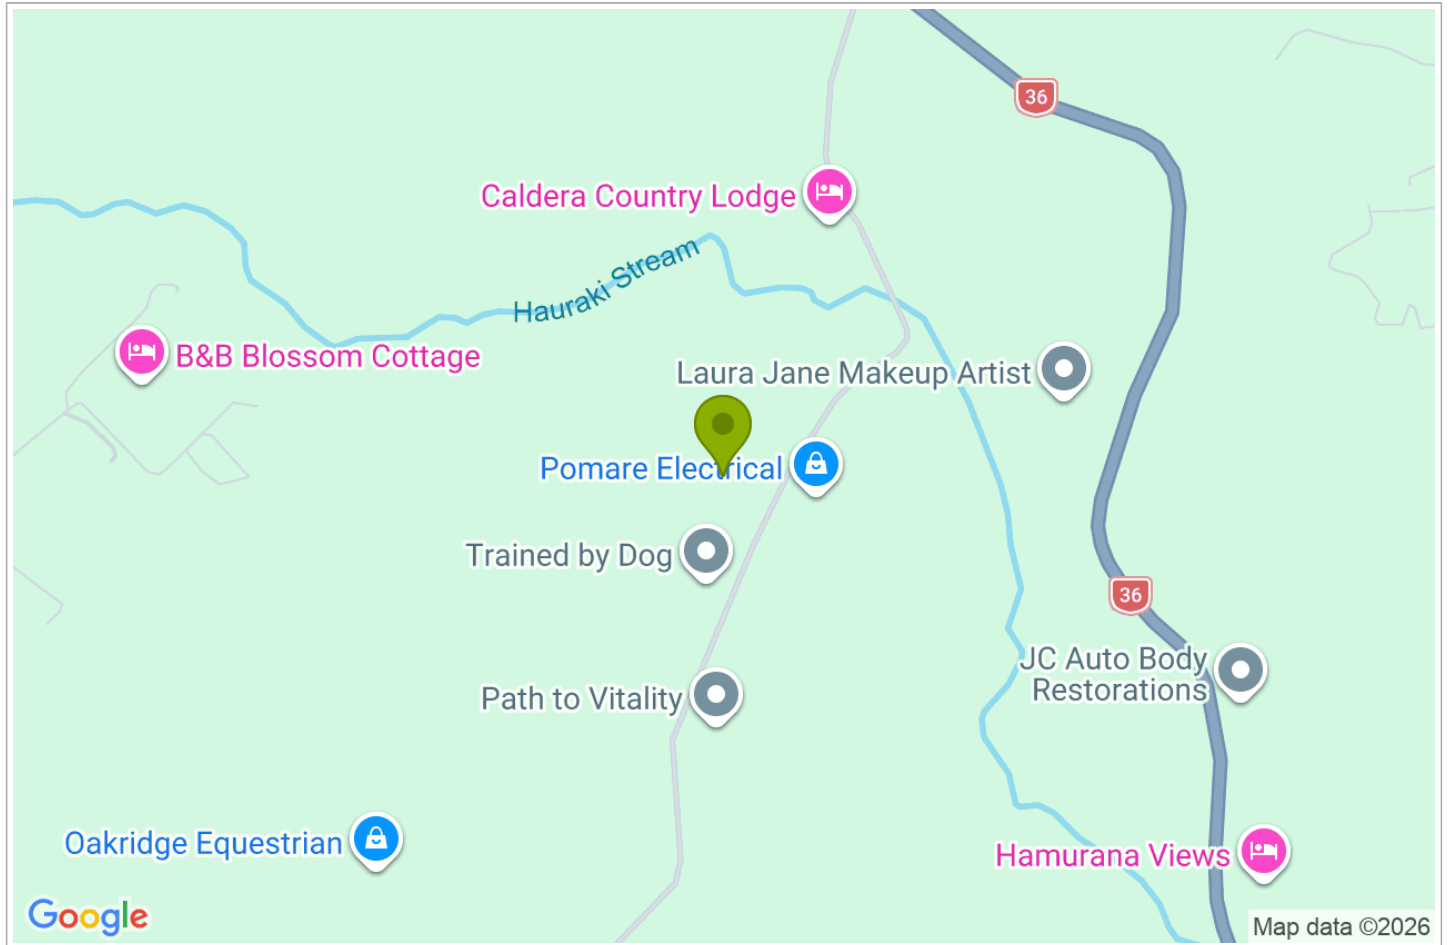 36
Caldera Country Lodge
Hauraki Stream
B&B Blossom Cottage
Laura Jane Makeup Artist
Pomare Electrical
Trained by Dog
36
JC Auto Body
Restorations
Path to Vitality
Oakridge Equestrian
Hamurana Views
Google
Map data ©2026